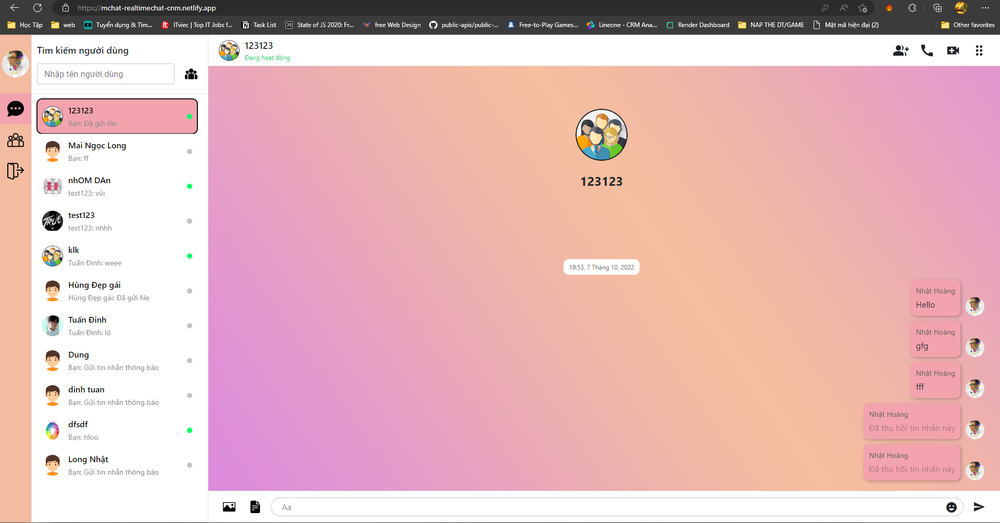 https://mchat-realtimechat-cnm.netlify.app
Học Tập
web
Tuyển dụng & Tìm...
ITviec | Top IT Jobs f...
Task List
State of JS 2020: Fr...
free Web Design
public-apis/public-...
Free-to-Play Games...
Lineone - CRM Ana...
Render Dashboard
NAP THE DT/GAME
Mật mã hiện đại (2)
Other favorites
Tìm kiếm người dùng
Nhập tên người dùng
123123
Bạn: Đã gửi file
Mai Ngọc Long
Bạn: ff
nhOM DAn
test123: vủi
test123
test123: nhhh
klk
Tuấn Đinh: weee
Hùng Đẹp gái
Hùng Đẹp gái: Đã gửi file
Tuấn Đinh
Tuấn Đinh: lô
Dung
Bạn: Gửi tin nhắn thông báo
dinh tuan
Bạn: Gửi tin nhắn thông báo
dfsdf
Bạn: hloo
Long Nhật
Bạn: Gửi tin nhắn thông báo
123123
Đang hoạt động
123123
19:53, 7 Tháng 10, 2022
Nhật Hoàng
Hello
Nhật Hoàng
gfg
Nhật Hoàng
fff
Nhật Hoàng
Đã thu hồi tin nhắn này
Nhật Hoàng
Đã thu hồi tin nhắn này
Aa